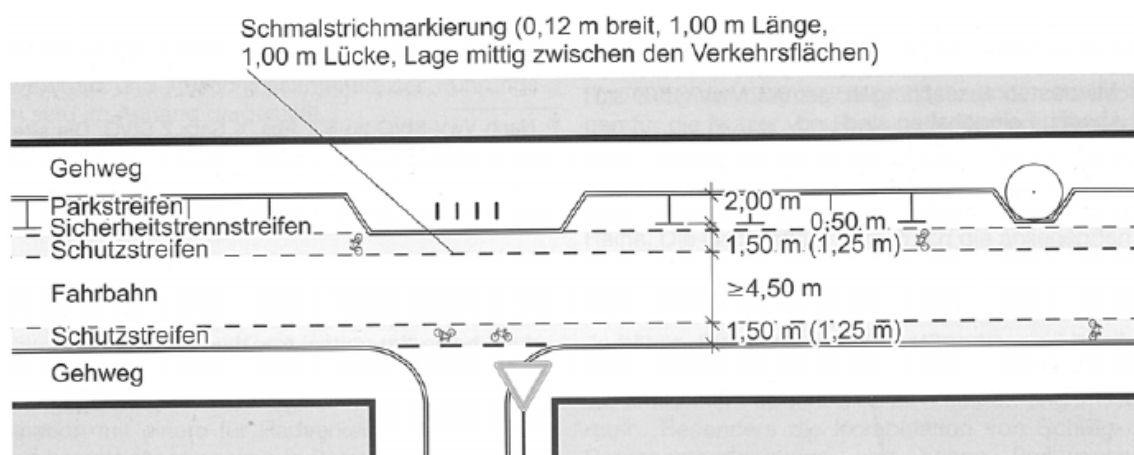 Schmalstrichmarkierung (0,12 m breit, 1,00 m Länge,
1,00 m Lücke, Lage mittig zwischen den Verkehrsflächen)
Gehweg
Parkstreifen
2,00 m
Sicherheitstrennstreifen
0,50 m
Schutzstreifen
1,50 m (1,25 m)
Fahrbahn
≥4,50 m
Schutzstreifen
1,50 m (1,25 m)
Gehweg